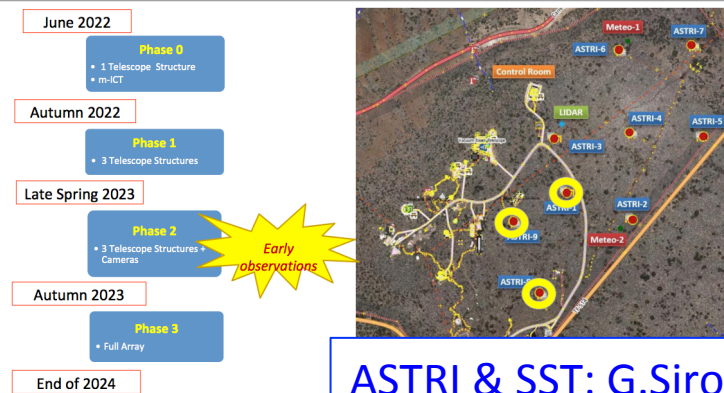 June 2022
Phase 0
• 1 Telescope Structure
• m-ICT
Autumn 2022
Phase 1
• 3 Telescope Structures
Late Spring 2023
Phase 2
• 3 Telescope Structures +
Cameras
Early
observations
Autumn 2023
Phase 3
• Full Array
End of 2024
Meteo-1
ASTRI-7
ASTRI-6
Control Room
LIDAR
ASTRI-4
ASTRI-5
ASTRI-3
ASTRI-1
ASTRI-2
ASTRI-9
Meteo-2
ASTRI-8
ASTRI & SST: G.Siro